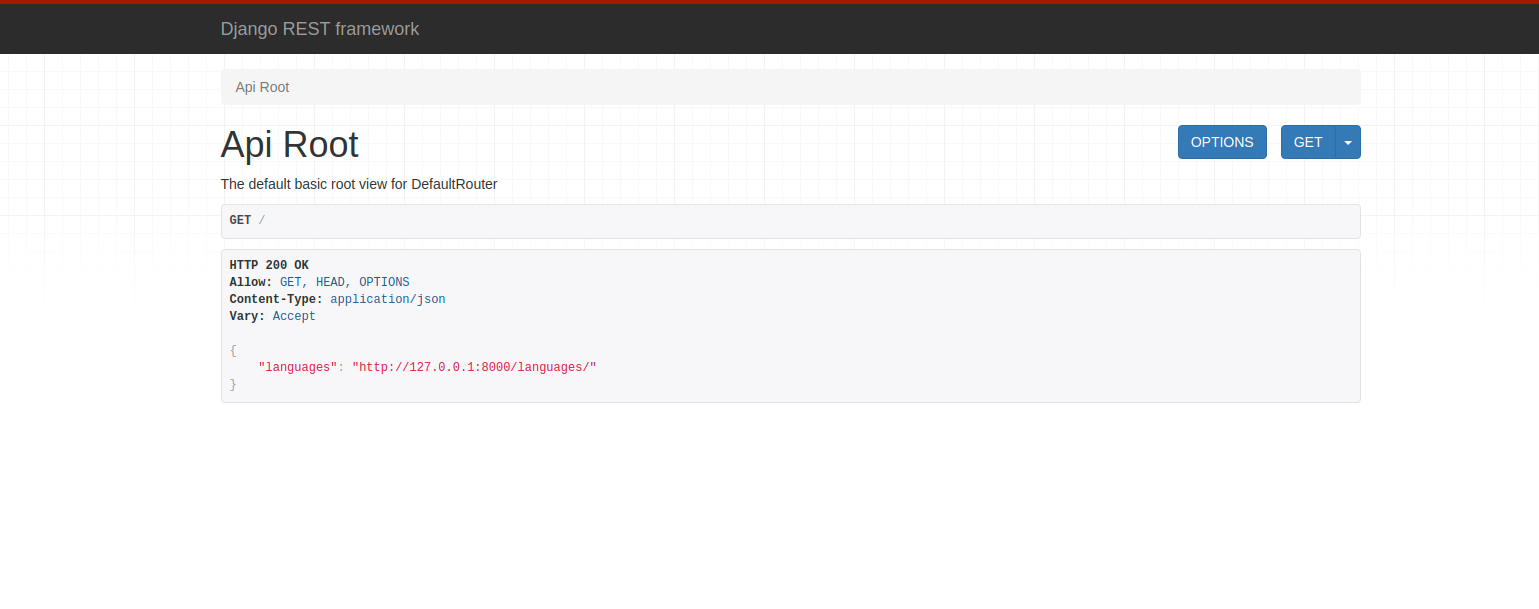 Django REST framework
Api Root
Api Root
OPTIONS
GET
The default basic root view for DefaultRouter
GET /
HTTP 200 OK
Allow: GET, HEAD, OPTIONS
Content-Type: application/json
Vary: Accept
{
"languages": "http://127.0.0.1:8000/languages/"
}